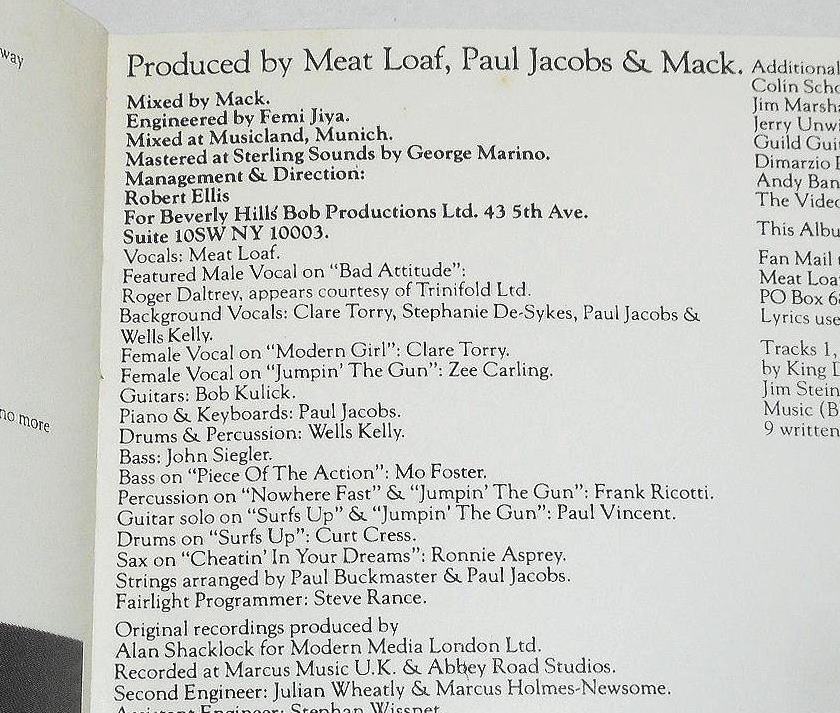 way
no more
Produced by Meat Loaf, Paul Jacobs & Mack.
Mixed by Mack.
Engineered by Femi Jiya.
Mixed at Musicland, Munich.
Mastered at Sterling Sounds by George Marino.
Management & Direction:
Robert Ellis
For Beverly Hills' Bob Productions Ltd. 43 5th Ave.
Suite 10SW NY 10003.
Vocals: Meat Loaf.
Featured Male Vocal on “Bad Attitude”:
Roger Daltrey, appears courtesy of Trinifold Ltd.
Background Vocals: Clare Torry, Stephanie De-Sykes, Paul Jacobs &
Wells Kelly.
Female Vocal on “Modern Girl”: Clare Torry.
Female Vocal on “Jumpin' The Gun”: Zee Carling.
Guitars: Bob Kulick.
Piano & Keyboards: Paul Jacobs.
Drums & Percussion: Wells Kelly.
Bass: John Siegler.
Bass on “Piece Of The Action”: Mo Foster.
Percussion on “Nowhere Fast” & “Jumpin' The Gun”: Frank Ricotti.
Guitar solo on “Surfs Up” & “Jumpin' The Gun”: Paul Vincent.
Drums on “Surfs Up”: Curt Cress.
Sax on “Cheatin' In Your Dreams”: Ronnie Asprey.
Strings arranged by Paul Buckmaster & Paul Jacobs.
Fairlight Programmer: Steve Rance.
Original recordings produced by
Alan Shacklock for Modern Media London Ltd.
Recorded at Marcus Music U.K. & Abbey Road Studios.
Second Engineer: Julian Wheatly & Marcus Holmes-Newsome.
Assistant Engineer: Stephan Wissnet
Additional
Colin
Jim
Jerry
Guild
Dimarzio
Andy
The
This
Fan Mail
Meat
PO Box
Lyrics
Tracks 1,
by King
Jim
Music
9 written